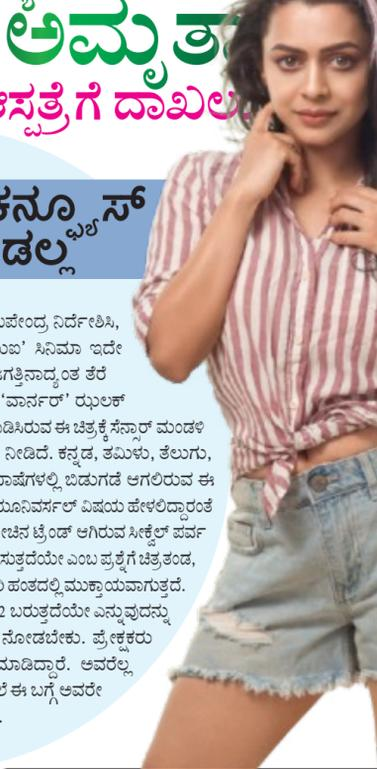 ಅಮೃತಾ
ಆಸ್ಪತ್ರೆಗೆ ದಾಖಲು
ಕನ್ಫ್ಯೂಸ್
ಡಲ್ಲ
ಪೇಂದ್ರ ನಿರ್ದೇಶಿಸಿ,
ಸಿನಿಮಾ ಇದೇ
ಗತ್ತಿನಾದ್ಯಂತ ತೆರೆ
'ವಾರ್ನರ್' ಝಲಕ್
ಡಿಸಿರುವ ಈ ಚಿತ್ರಕ್ಕೆ ಸೆನ್ಸಾರ್ ಮಂಡಳಿ
ನೀಡಿದೆ. ಕನ್ನಡ, ತಮಿಳು, ತೆಲುಗು,
ಭಾಷೆಗಳಲ್ಲಿ ಬಿಡುಗಡೆ ಆಗಲಿರುವ ಈ
ಯೂನಿವರ್ಸಲ್ ವಿಷಯ ಹೇಳಲಿದ್ದಾರಂತೆ
ಚಿನ ಟ್ರೆಂಡ್ ಆಗಿರುವ ಸೀಕ್ವೆಲ್ ಪರ್ವ
ಸುತ್ತದೆಯೇ ಎಂಬ ಪ್ರಶ್ನೆಗೆ ಚಿತ್ರತಂಡ,
ಹಂತದಲ್ಲಿ ಮುಕ್ತಾಯವಾಗುತ್ತದೆ.
2 ಬರುತ್ತದೆಯೇ ಎನ್ನುವುದನ್ನು
ನೋಡಬೇಕು. ಪ್ರೇಕ್ಷಕರು
ಮಾಡಿದ್ದಾರೆ. ಅವರೆಲ್ಲ
ಈ ಬಗ್ಗೆ ಅವರೇ